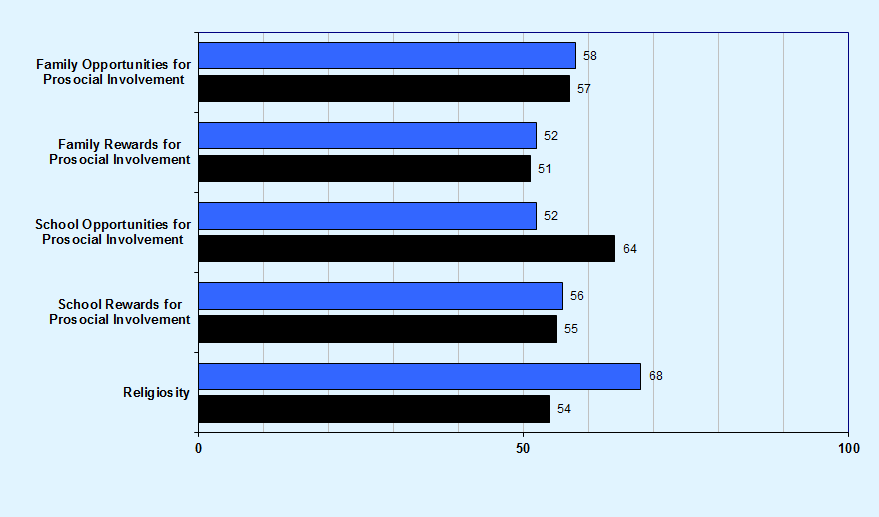 Family Opportunities for
Prosocial Involvement
58
57
Family Rewards for
Prosocial Involvement
52
51
School Opportunities for
Prosocial Involvement
52
64
School Rewards for
Prosocial Involvement
56
55
Religiosity
68
54
0 50 100